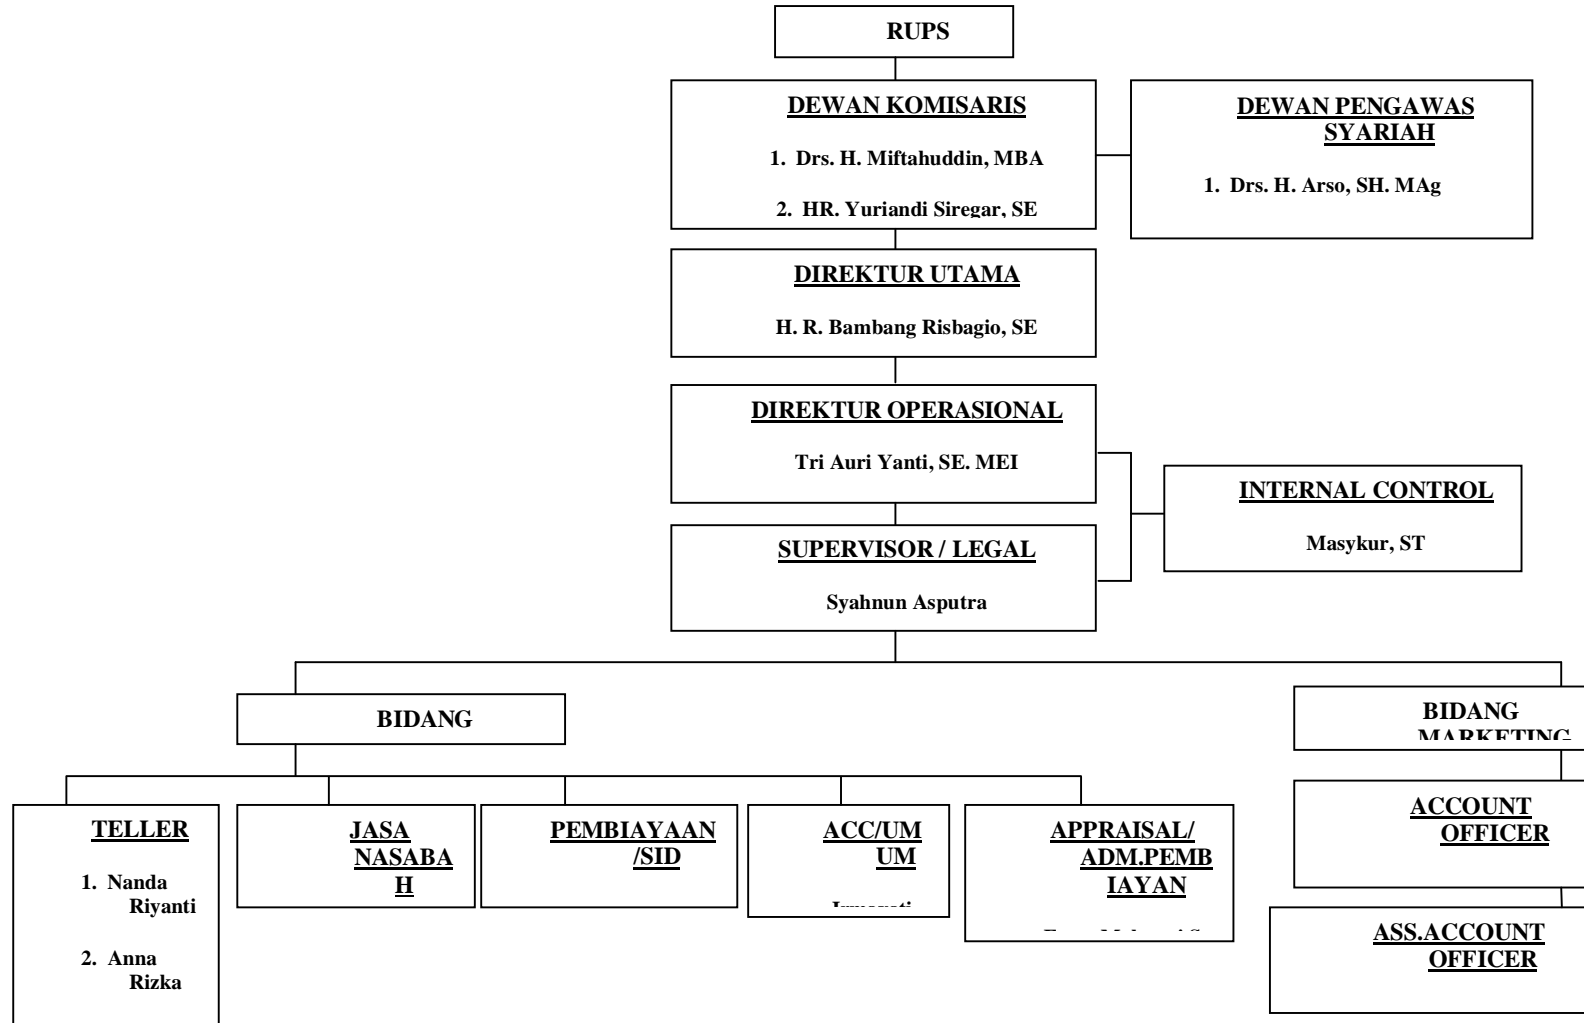 RUPS
DEWAN KOMISARIS
1. Drs. H. Miftahuddin, MBA
2. HR. Yuriandi Siregar, SE
DEWAN PENGAWAS
SYARIAH
1. Drs. H. Arso, SH. MAg
DIREKTUR UTAMA
H. R. Bambang Risbagio, SE
DIREKTUR OPERASIONAL
Tri Auri Yanti, SE. MEI
INTERNAL CONTROL
Masykur, ST
SUPERVISOR / LEGAL
Syahnun Asputra
BIDANG
BIDANG
MARKETING
TELLER
1. Nanda
Riyanti
2. Anna
Rizka
JASA
NASABA
H
PEMBIAYAAN
/SID
ACC/UM
UM
APPRAISAL/
ADM.PEMB
IAYAN
ACCOUNT
OFFICER
ASS.ACCOUNT
OFFICER